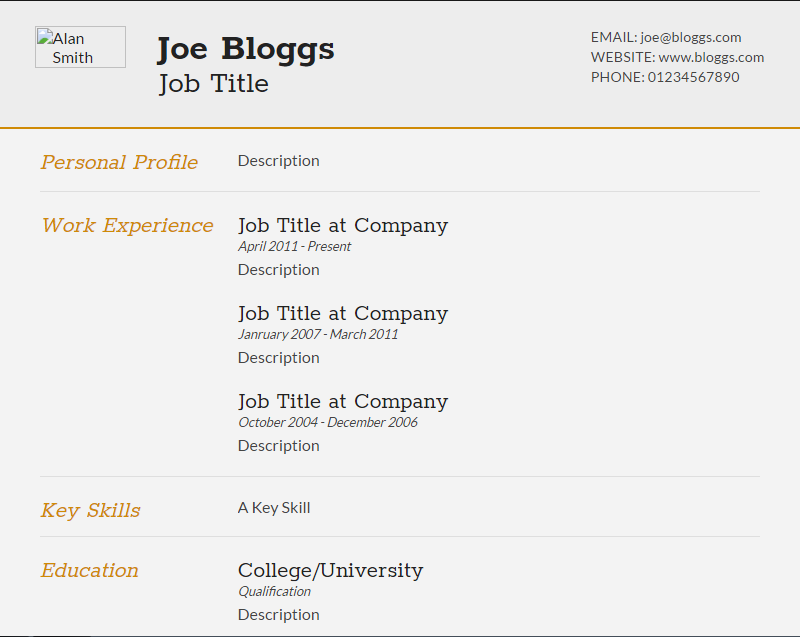 Alan
Smith
Joe Bloggs
Job Title
EMAIL: joe@bloggs.com
WEBSITE: www.bloggs.com
PHONE: 01234567890
Personal Profile
Description
Work Experience
Job Title at Company
April 2011 - Present
Description
Job Title at Company
Janruary 2007 - March 2011
Description
Job Title at Company
October 2004 - December 2006
Description
Key Skills
A Key Skill
Education
College/University
Qualification
Description